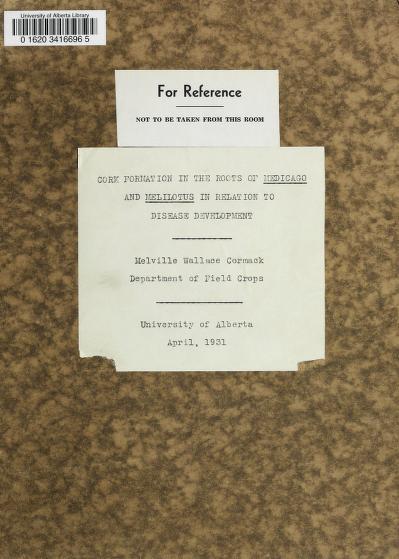 University of Alberta Library
0 1620 3416696 5
For Reference
NOT TO BE TAKEN FROM THIS ROOM
CORK FORMATION IN THE ROOTS OF MEDICAGO
AND MELILOTUS IN RELATION TO
DISEASE DEVELOPMENT
Melville Wallace Cormack
Department of Field Crops
University of Alberta
April, 1931